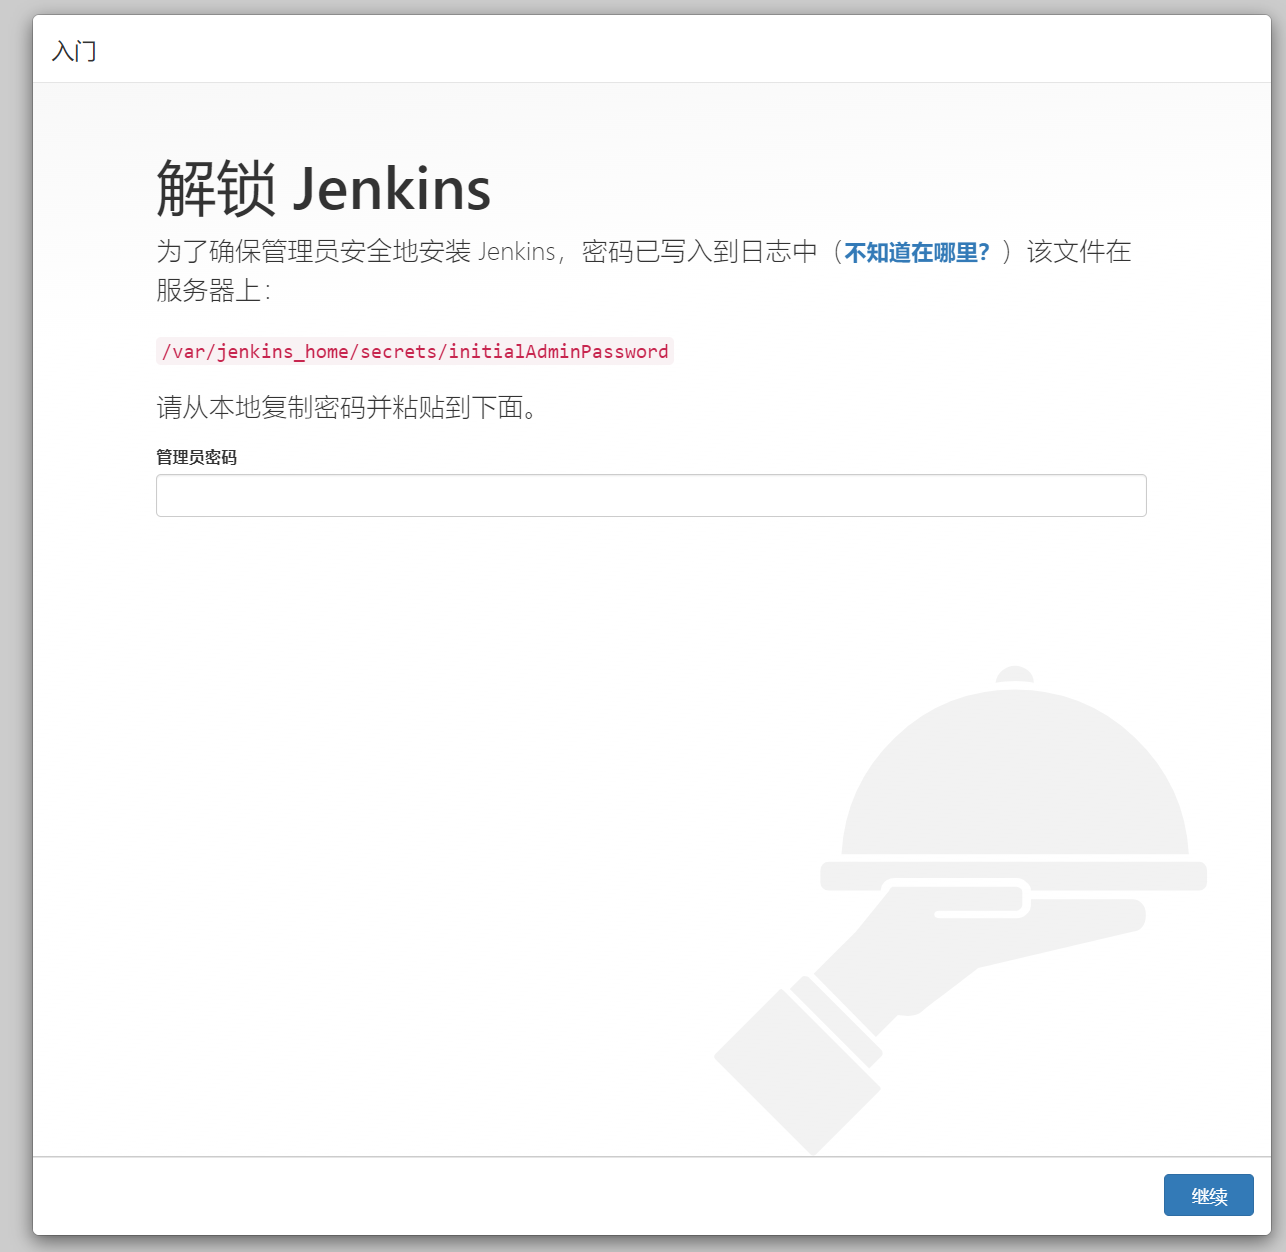 入门
解锁 Jenkins
为了确保管理员安全地安装 Jenkins，密码已写入到日志中（不知道在哪里？）该文件在
服务器上：
/var/jenkins_home/secrets/initialAdminPassword
请从本地复制密码并粘贴到下面。
管理员密码
继续